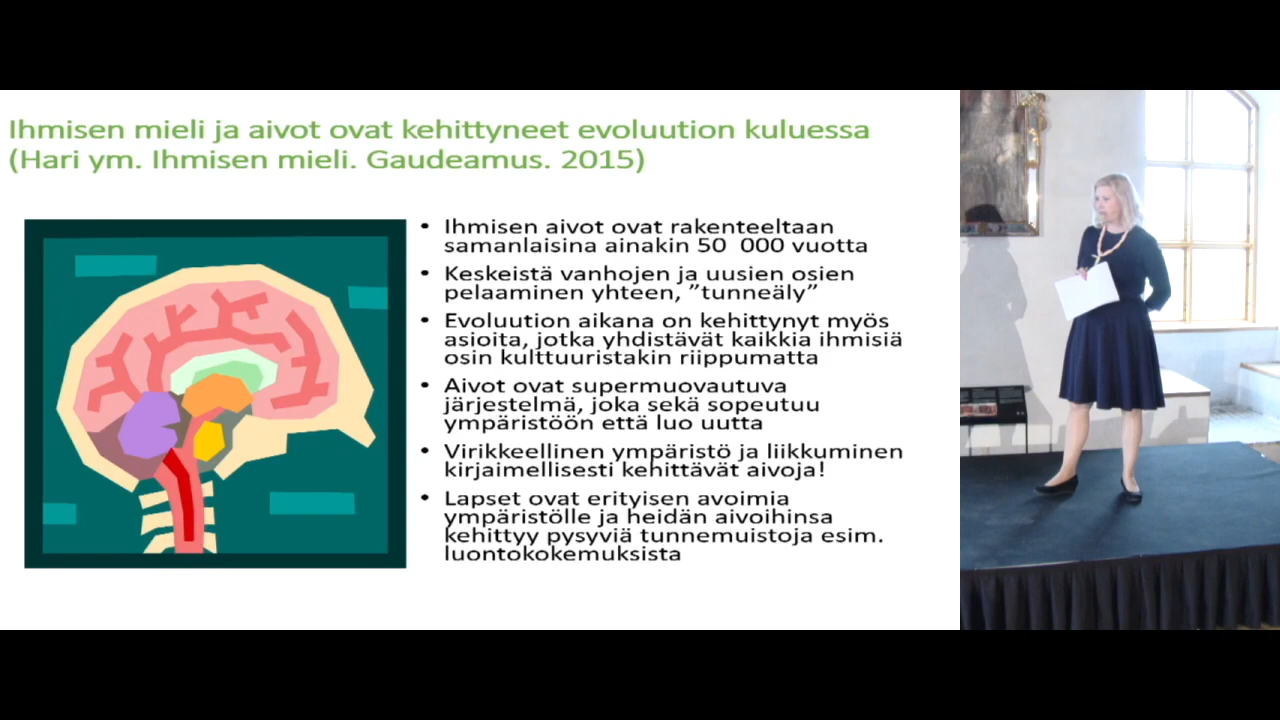 Ihmisen mieli ja aivot ovat kehittyneet evoluution kuluessa
(Hari ym. Ihmisen mieli. Gaudeamus. 2015)
• Ihmisen aivot ovat rakenteeltaan
samanlaisina ainakin 50 000 vuotta
• Keskeistä vanhojen ja uusien osien
pelaaminen yhteen, ”tunneäly”
• Evoluution aikana on kehittynyt myös
asioita, jotka yhdistävät kaikkia ihmisiä
osin kulttuuristakin riippumatta
• Aivot ovat supermuovautuva
järjestelmä, joka sekä sopeutuu
ympäristöön että luo uutta
• Virikkeellinen ympäristö ja liikkuminen
kirjaimellisesti kehittävät aivoja!
• Lapset ovat erityisen avoimia
ympäristölle ja heidän aivoihinsa
kehittyy pysyviä tunnemuistoja esim.
luontokokemuksista